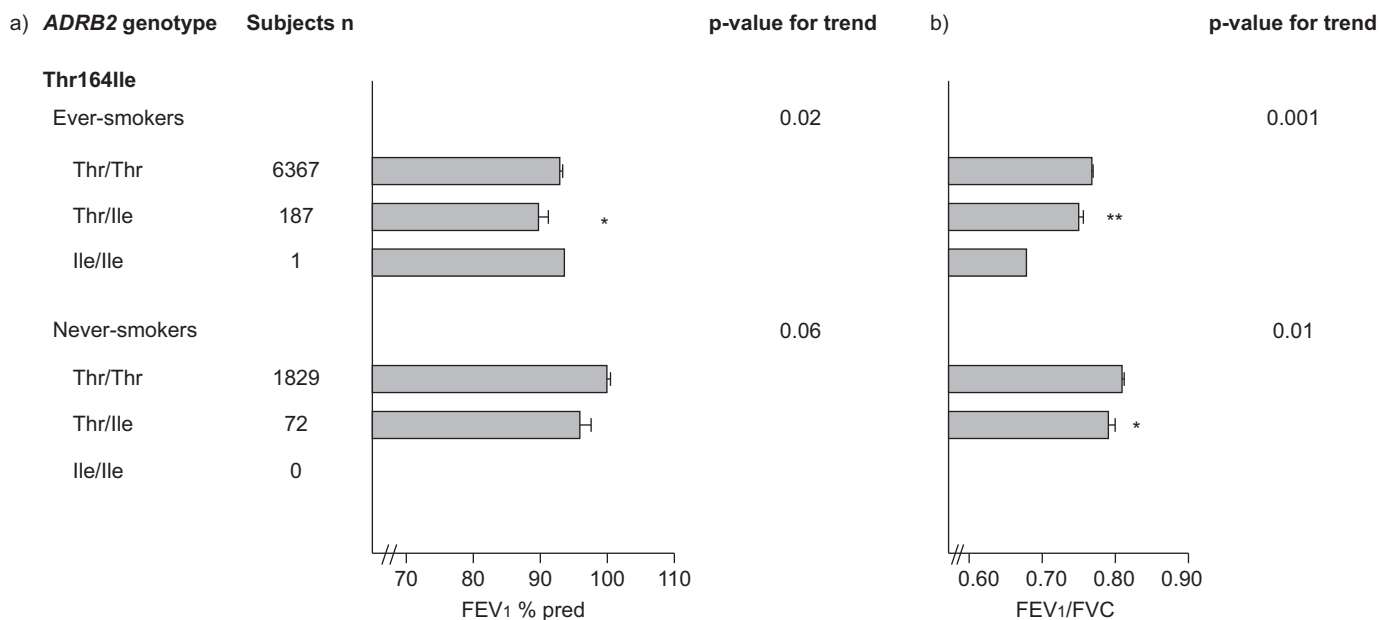 a) ADRB2 genotype Subjects n p-value for trend b) p-value for trend
Thr164Ile
Ever-smokers 0.02 0.001
Thr/Thr 6367
Thr/Ile 187 * **
Ile/Ile 1
Never-smokers 0.06 0.01
Thr/Thr 1829
Thr/Ile 72 *
Ile/Ile 0
70 80 90 100 110 0.60 0.70 0.80 0.90
FEV1 % pred FEV1/FVC